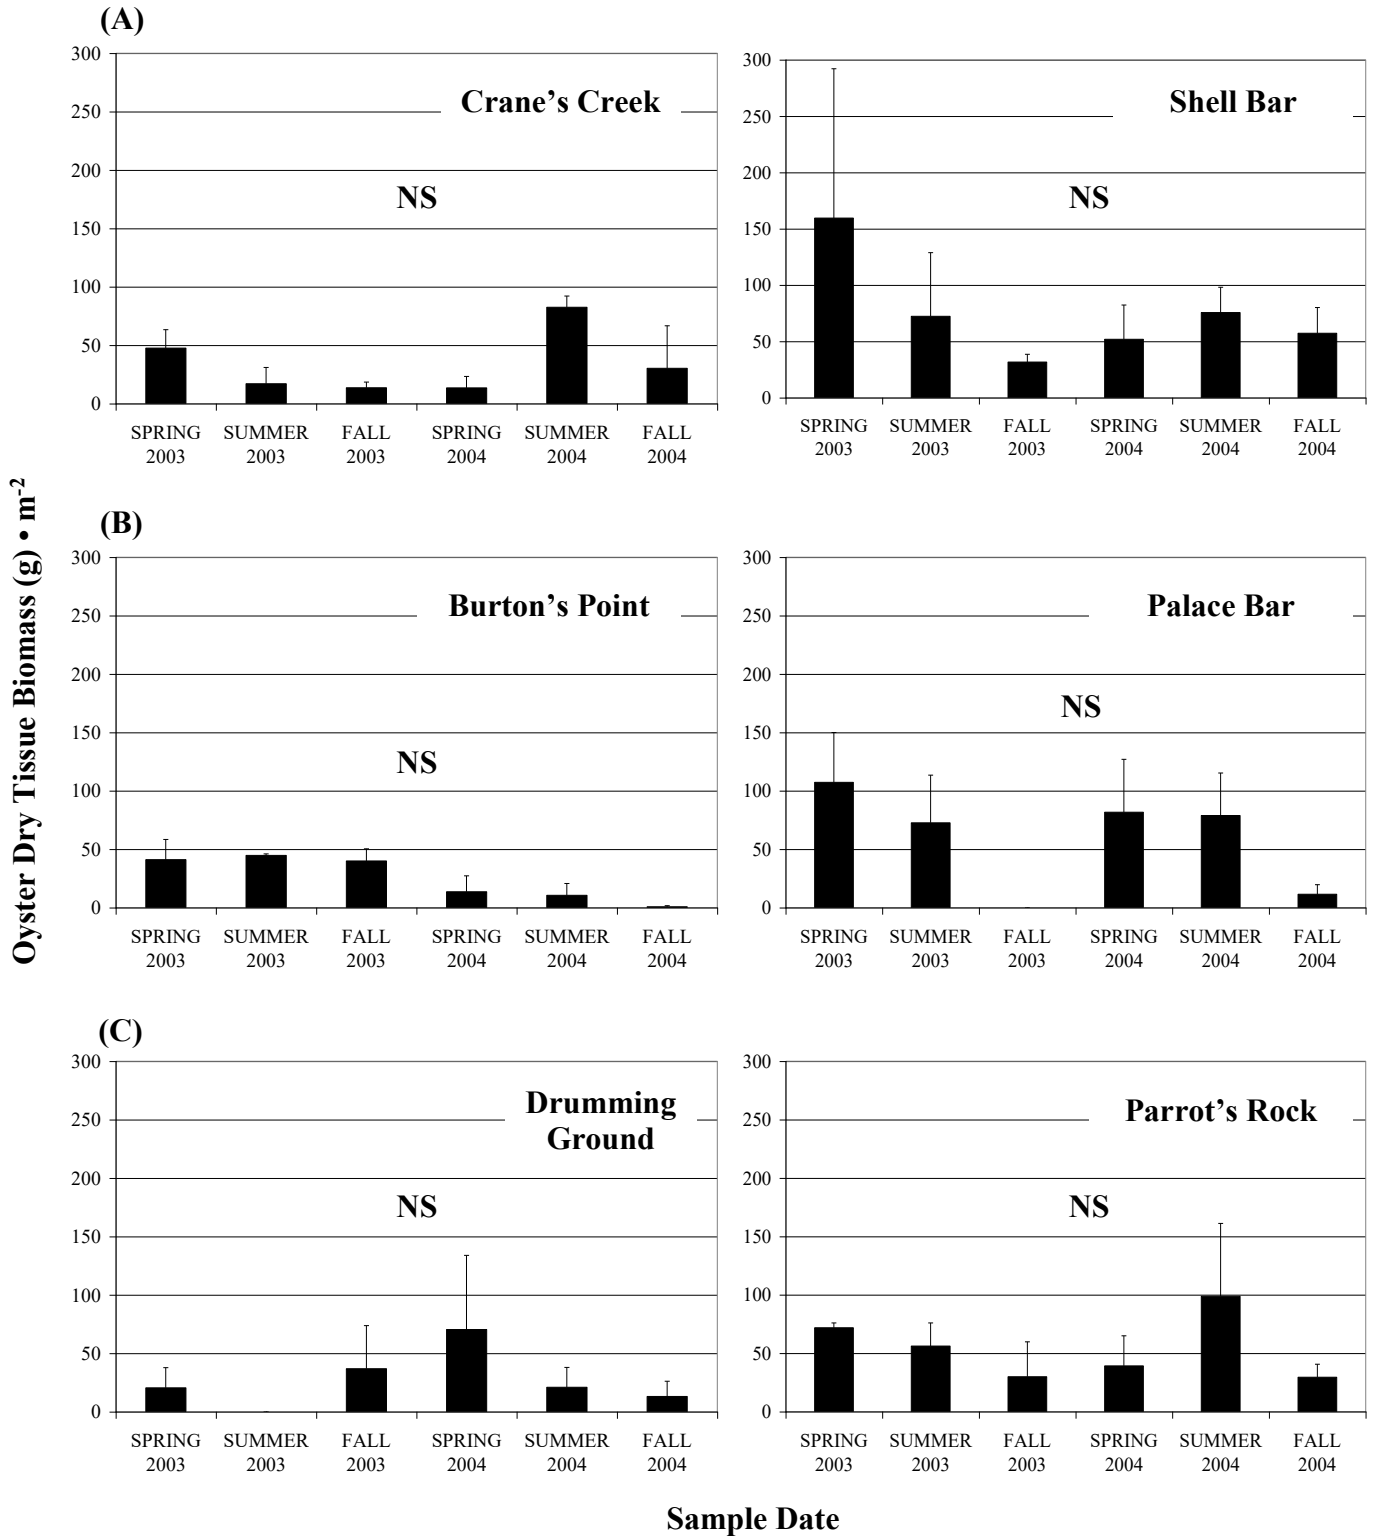 (A)
300
250
200
150
100
50
0
Crane’s Creek
NS
SPRING SUMMER FALL SPRING SUMMER FALL
2003 2003 2003 2004 2004 2004
300
250
200
150
100
50
0
Shell Bar
NS
SPRING SUMMER FALL SPRING SUMMER FALL
2003 2003 2003 2004 2004 2004
Oyster Dry Tissue Biomass (g) • m-2
(B)
300
250
200
150
100
50
0
Burton’s Point
NS
SPRING SUMMER FALL SPRING SUMMER FALL
2003 2003 2003 2004 2004 2004
300
250
200
150
100
50
0
Palace Bar
NS
SPRING SUMMER FALL SPRING SUMMER FALL
2003 2003 2003 2004 2004 2004
(C)
300
250
200
150
100
50
0
Drumming
Ground
NS
SPRING SUMMER FALL SPRING SUMMER FALL
2003 2003 2003 2004 2004 2004
300
250
200
150
100
50
0
Parrot’s Rock
NS
SPRING SUMMER FALL SPRING SUMMER FALL
2003 2003 2003 2004 2004 2004
Sample Date